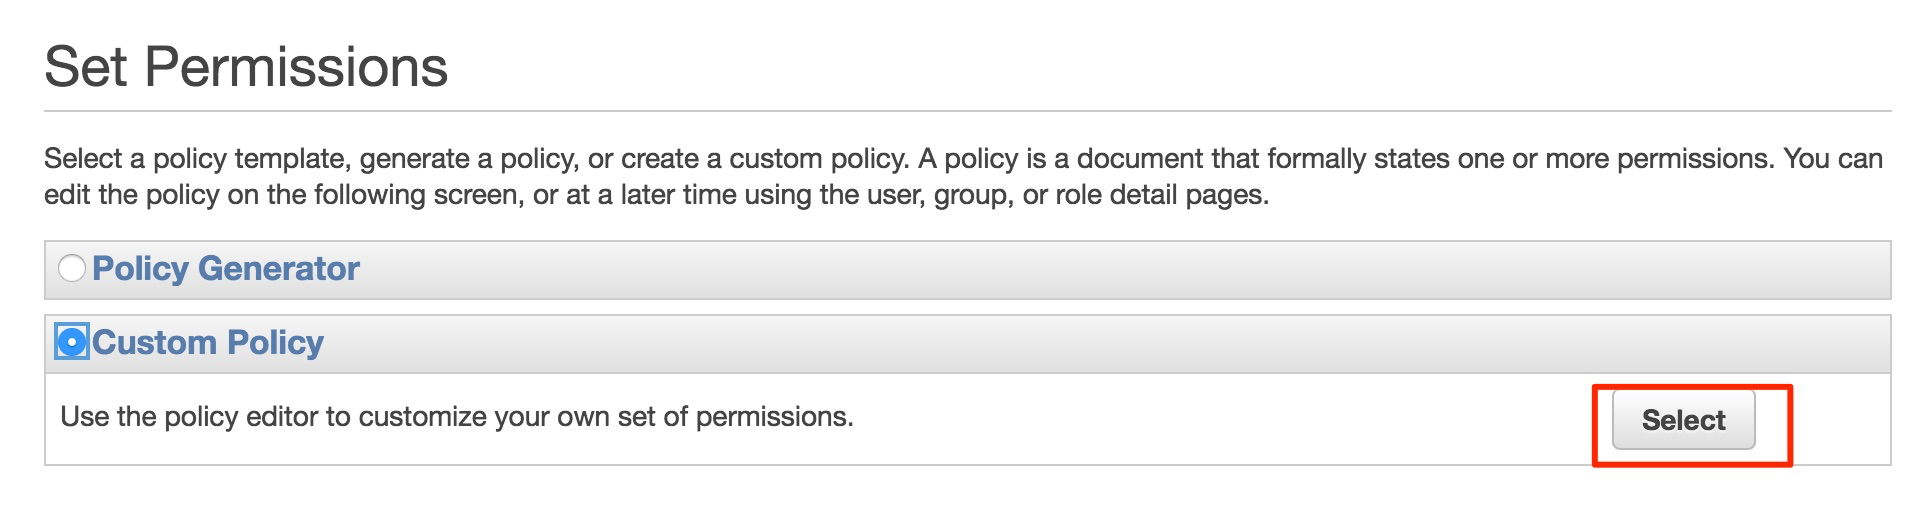 Set Permissions
Select a policy template, generate a policy, or create a custom policy. A policy is a document that formally states one or more permissions. You can
edit the policy on the following screen, or at a later time using the user, group, or role detail pages.
Policy Generator
Custom Policy
Use the policy editor to customize your own set of permissions.
Select